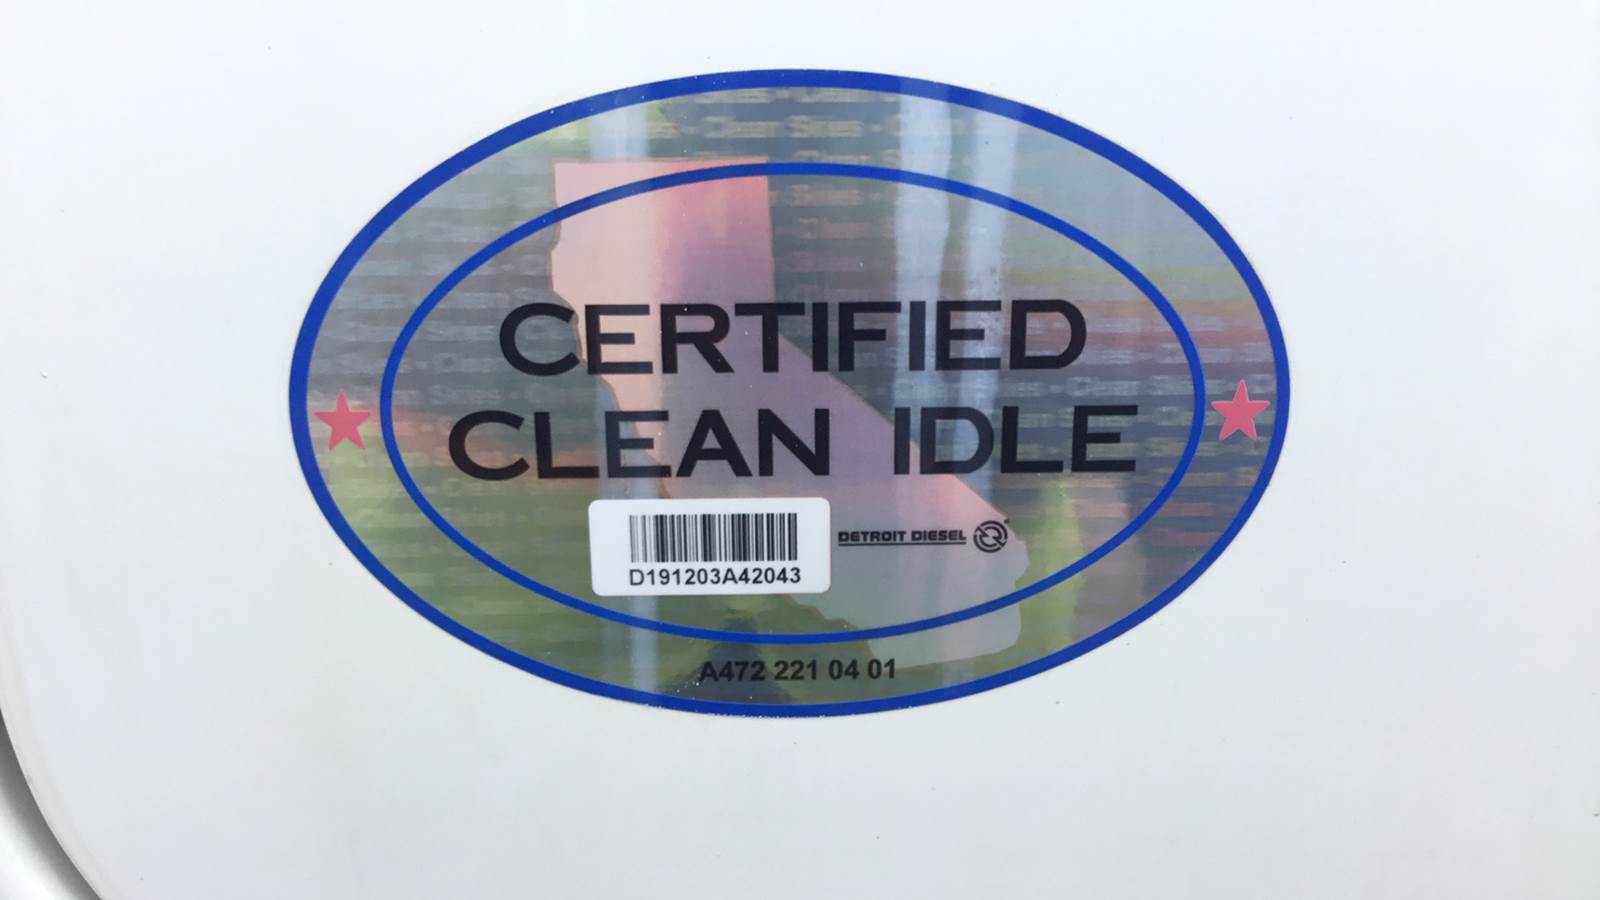 CERTIFIED
CLEAN IDLE
D191203A42043
DETROIT DIESEL
A472 221 04 01